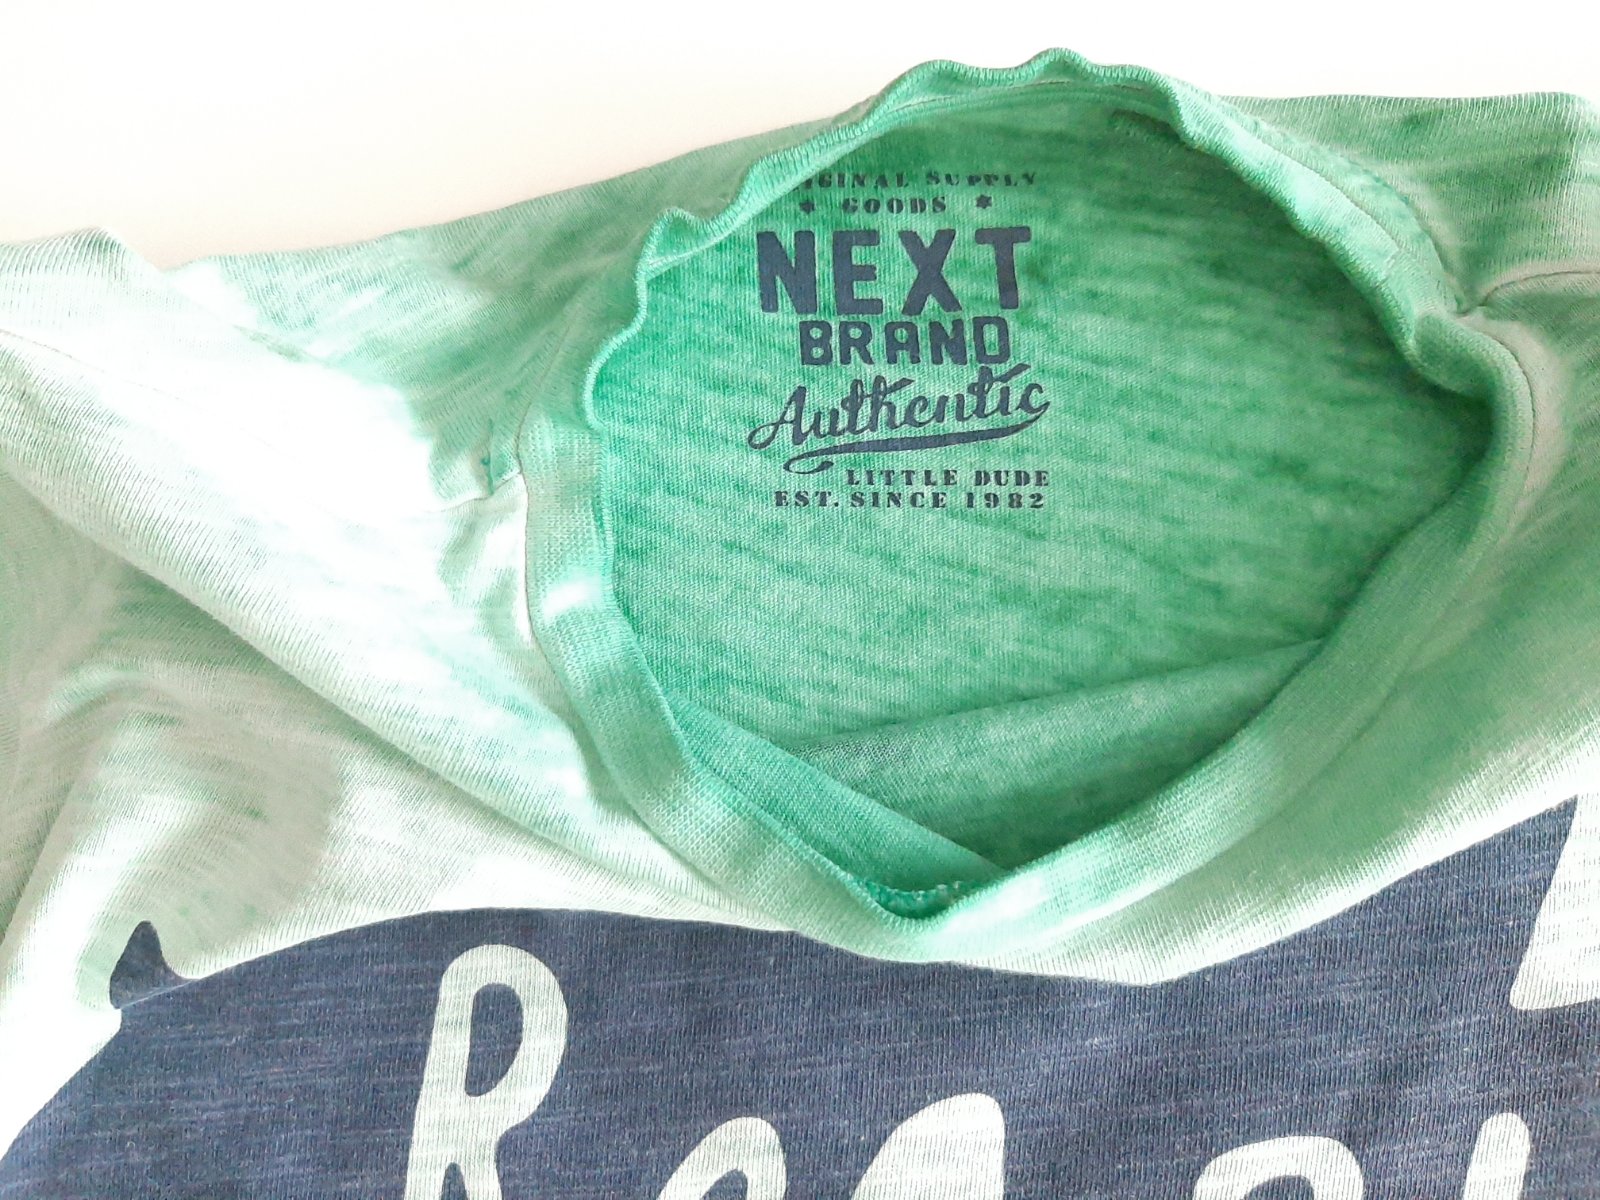 SUPPLY
* GOODS *
NEXT
BRAND
Authentic
LITTLE DUDE
EST. SINCE 1982